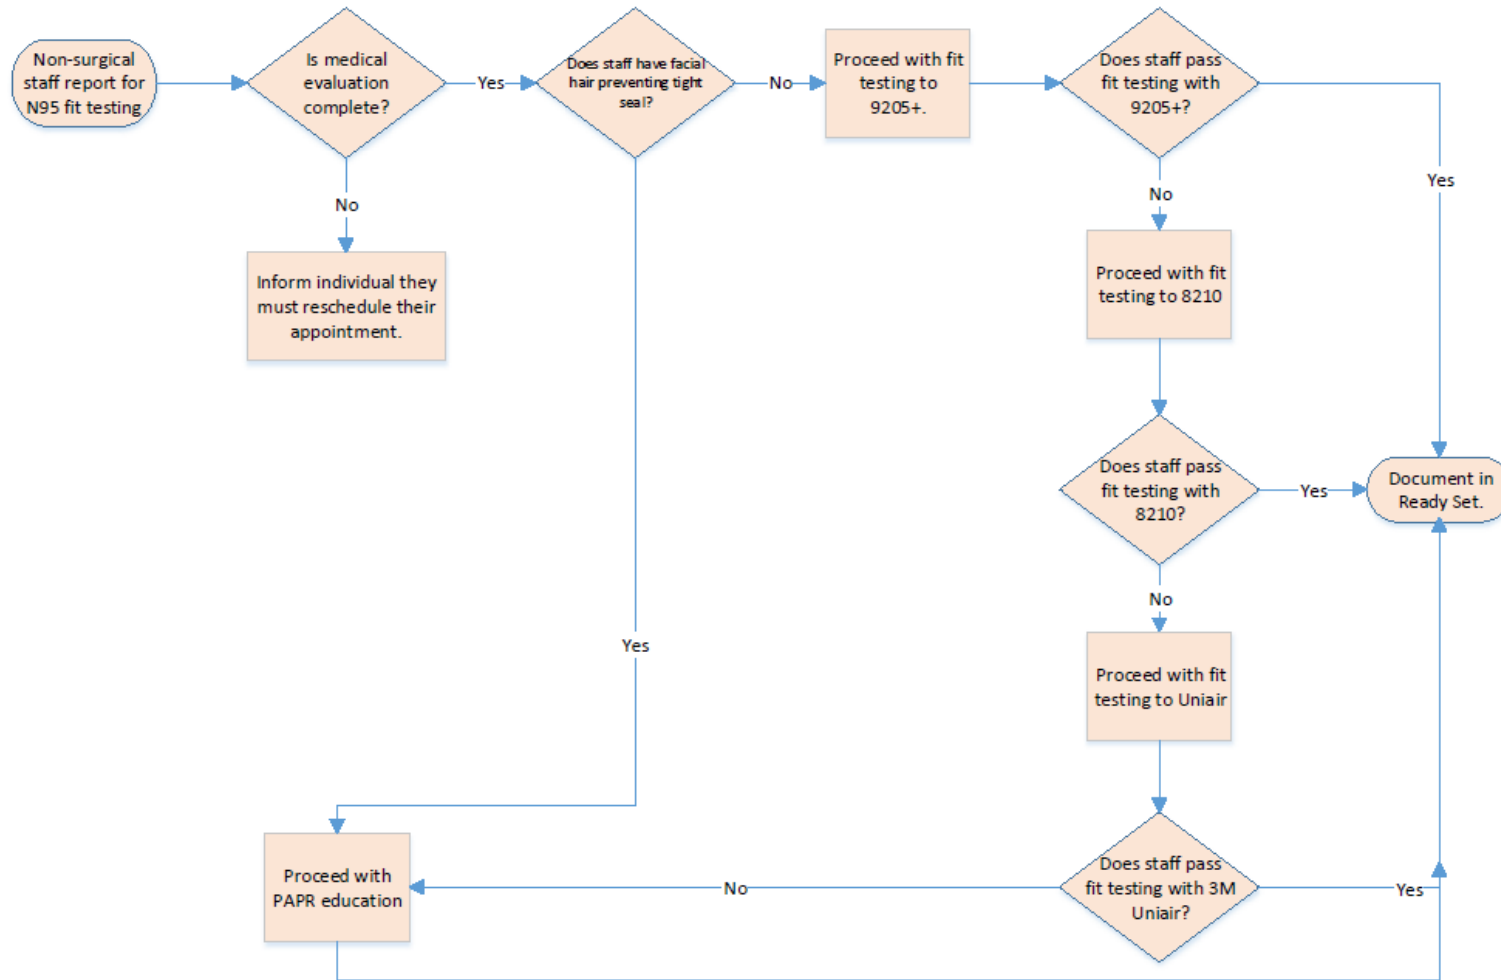 Non-surgical
staff report for
N95 fit testing
Is medical
evaluation
complete?
Yes
Does staff have facial
hair preventing tight
seal?
No
Proceed with fit
testing to
9205+.
Does staff pass
fit testing with
9205+?
Yes
No
No
Inform individual they
must reschedule their
appointment.
Proceed with fit
testing to 8210
Does staff pass
fit testing with
8210?
Yes
Document in
Ready Set.
No
Yes
Proceed with fit
testing to Uniair
Does staff pass
fit testing with 3M
Uniair?
Yes
No
Proceed with
PAPR education